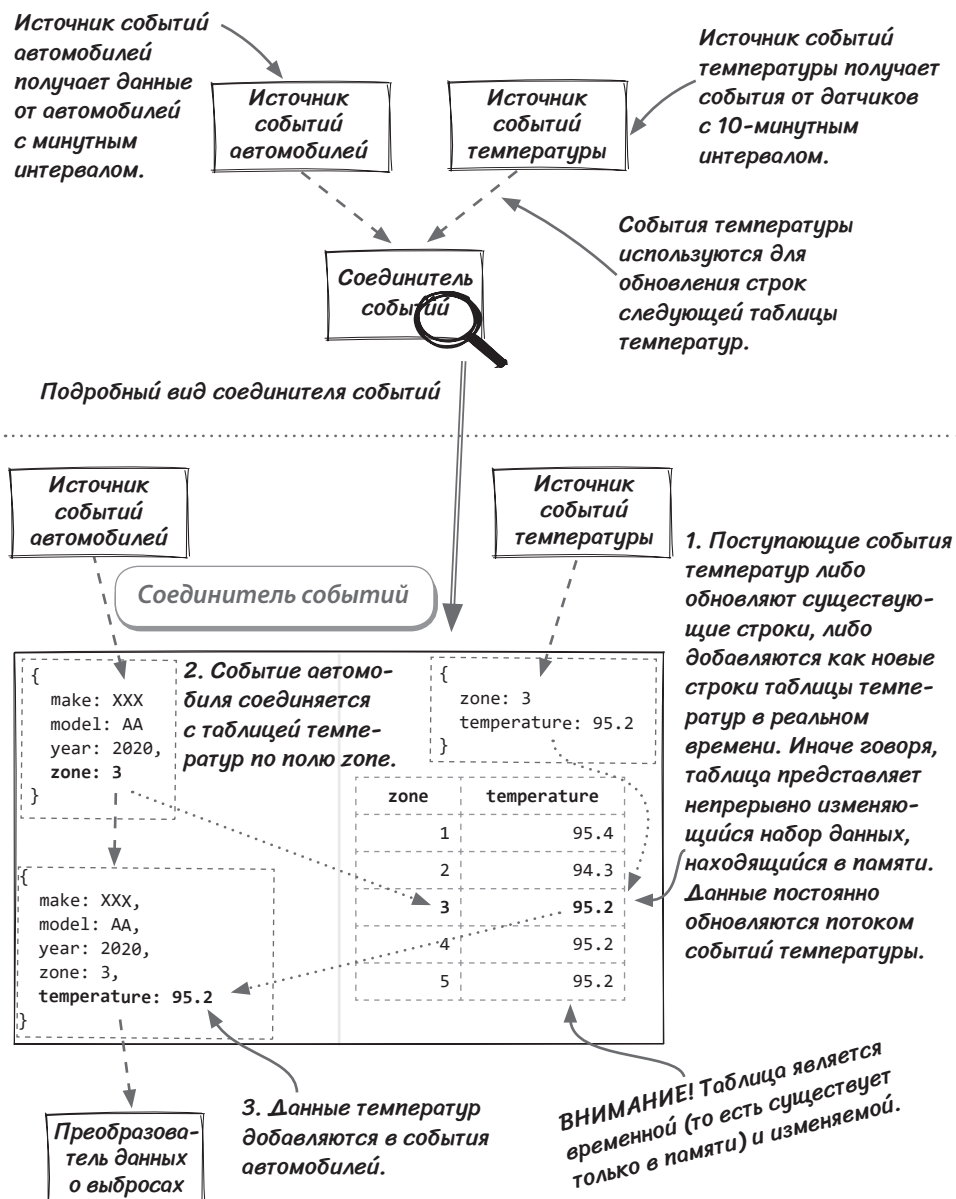 Источник событий
автомобилей
получает данные
от автомобилей
с минутным
интервалом.
Источник
событий
автомобилей
Источник
событий
температуры
Источник событий
температуры получает
события от датчиков
с 10-минутным
интервалом.
События температуры
используются для
обновления строк
следующей таблицы
температур.
Соединитель
событий
Подробный вид соединителя событий
Источник
событий
автомобилей
Источник
событий
температуры
Соединитель событий
1. Поступающие события
температур либо
обновляют существую-
щие строки, либо
добавляются как новые
строки таблицы темпе-
ратур в реальном
времени. Иначе говоря,
таблица представляет
непрерывно изменяю-
щийся набор данных,
находящийся в памяти.
Данные постоянно
обновляются потоком
событий температуры.
{
make: XXX
model: AA
year: 2020,
zone: 3
}
2. Событие автомо-
биля соединяется
с таблицей темпе-
ратур по полю zone.
{
zone: 3
temperature: 95.2
}
zone temperature
1 95.4
2 94.3
3 95.2
4 95.2
5 95.2
{
make: XXX,
model: AA,
year: 2020,
zone: 3,
temperature: 95.2
}
3. Данные температур
добавляются в события
автомобилей.
ВНИМАНИЕ! Таблица является
временной (то есть существует
только в памяти) и изменяемой.
Преобразова-
тель данных
о выбросах